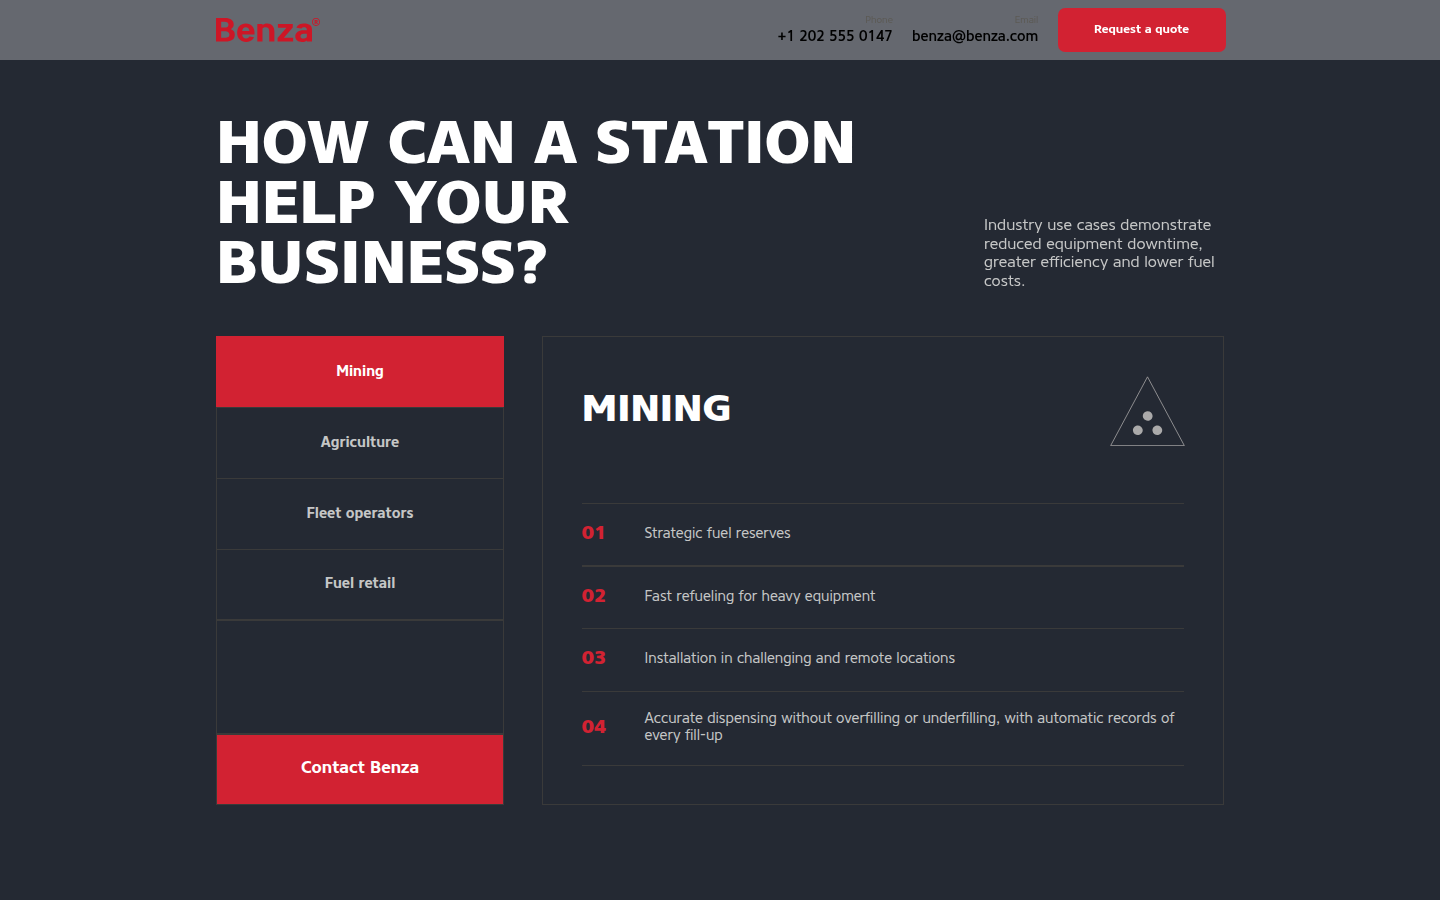 Benza®
Phone
+1 202 555 0147
Email
benza@benza.com
Request a quote
HOW CAN A STATION
HELP YOUR
BUSINESS?
Industry use cases demonstrate
reduced equipment downtime,
greater efficiency and lower fuel
costs.
Mining
Agriculture
Fleet operators
Fuel retail
Contact Benza
MINING
01 Strategic fuel reserves
02 Fast refueling for heavy equipment
03 Installation in challenging and remote locations
04 Accurate dispensing without overfilling or underfilling, with automatic records of
every fill-up